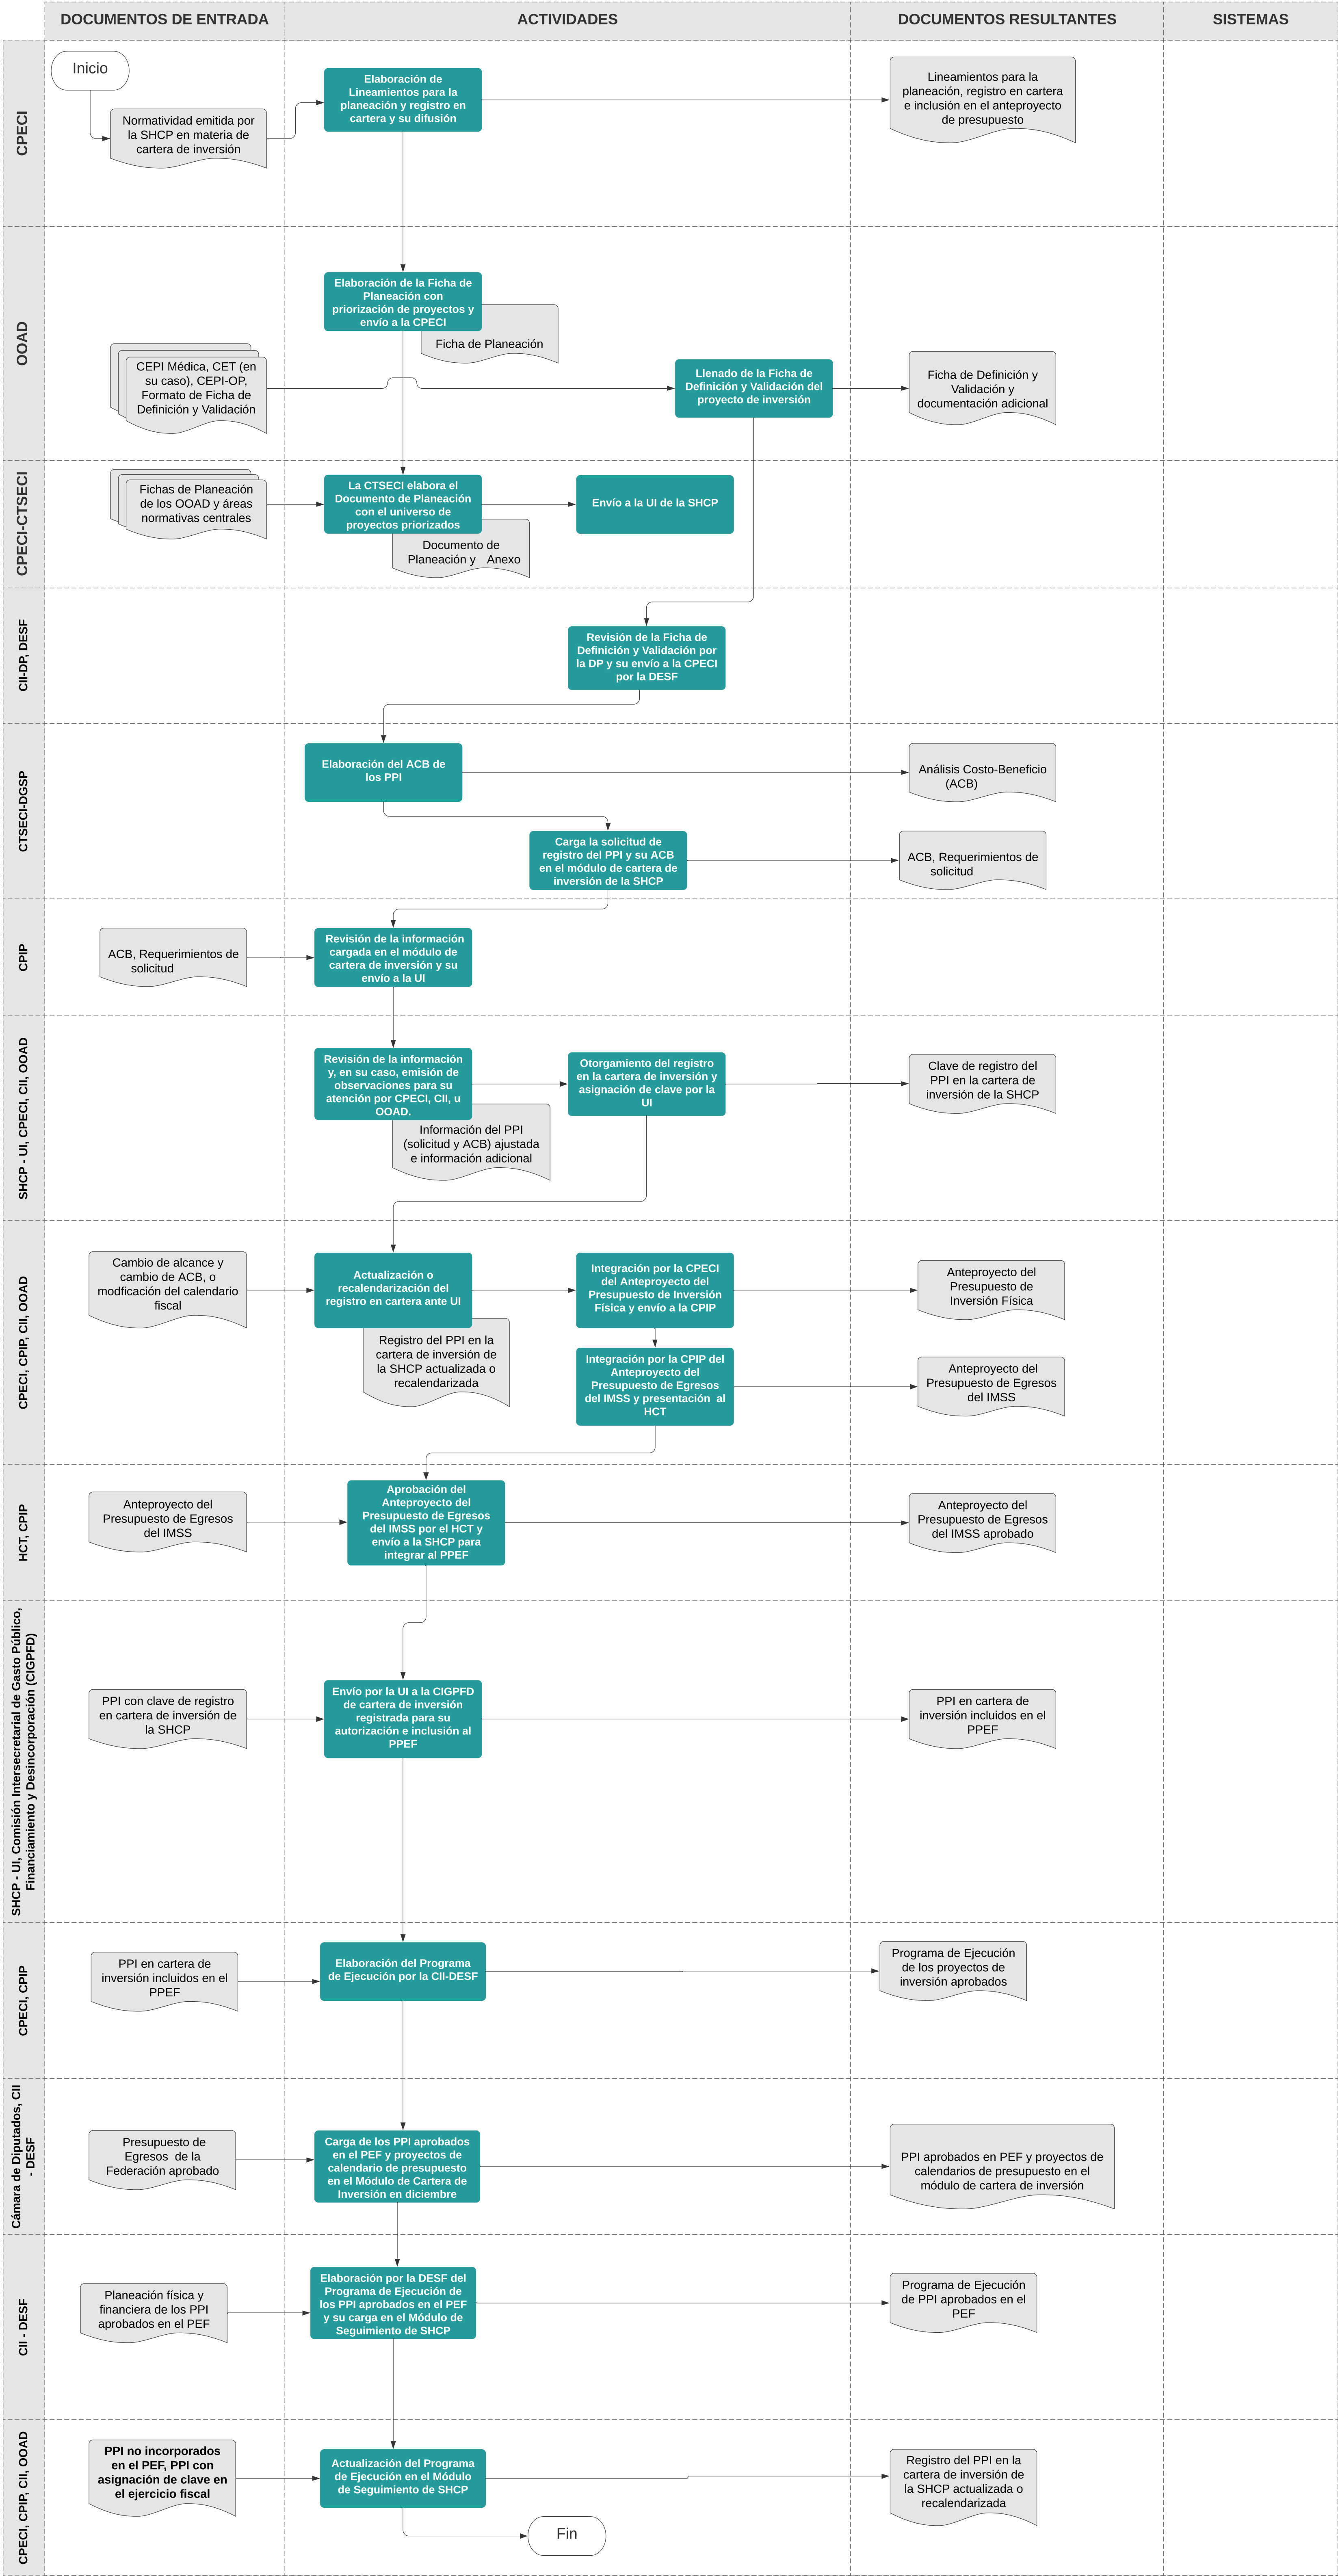 DOCUMENTOS DE ENTRADA
ACTIVIDADES
DOCUMENTOS RESULTANTES
SISTEMAS
CPECI
Inicio
Normatividad emitida por
la SHCP en materia de
cartera de inversión
Elaboración de
Lineamientos para la
planeación y registro en
cartera y su difusión
Lineamientos para la
planeación, registro en cartera
e inclusión en el anteproyecto
de presupuesto
OOAD
Elaboración de la Ficha de
Planeación con
priorización de proyectos y
envío a la CPECI
Ficha de Planeación
CEPI Médica, CET (en
su caso), CEPI-OP,
Formato de Ficha de
Definición y Validación
Llenado de la Ficha de
Definición y Validación del
proyecto de inversión
Ficha de Definición y
Validación y
documentación adicional
CPECI-CTSECI
Fichas de Planeación
de los OOAD y áreas
normativas centrales
La CTSECI elabora el
Documento de Planeación
con el universo de
proyectos priorizados
Documento de
Planeación y Anexo
Envío a la UI de la SHCP
CII-DP, DESF
Revisión de la Ficha de
Definición y Validación por
la DP y su envío a la CPECI
por la DESF
CTSECI-DGSP
Elaboración del ACB de
los PPI
Análisis Costo-Beneficio
(ACB)
Carga la solicitud de
registro del PPI y su ACB
en el módulo de cartera de
inversión de la SHCP
ACB, Requerimientos de
solicitud
CPIP
ACB, Requerimientos de
solicitud
Revisión de la información
cargada en el módulo de
cartera de inversión y su
envío a la UI
SHCP - UI, CPECI, CII, OOAD
Revisión de la información
y, en su caso, emisión de
observaciones para su
atención por CPECI, CII, u
OOAD.
Información del PPI
(solicitud y ACB) ajustada
e información adicional
Otorgamiento del registro
en la cartera de inversión y
asignación de clave por la
UI
Clave de registro del
PPI en la cartera de
inversión de la SHCP
CPECI, CPIP, CII, OOAD
Cambio de alcance y
cambio de ACB, o
modficación del calendario
fiscal
Actualización o
recalendarización del
registro en cartera ante UI
Registro del PPI en la
cartera de inversión de
la SHCP actualizada o
recalendarizada
Integración por la CPECI
del Anteproyecto del
Presupuesto de Inversión
Física y envío a la CPIP
Anteproyecto del
Presupuesto de
Inversión Física
Integración por la CPIP del
Anteproyecto del
Presupuesto de Egresos
del IMSS y presentación al
HCT
Anteproyecto del
Presupuesto de Egresos
del IMSS
HCT, CPIP
Anteproyecto del
Presupuesto de Egresos
del IMSS
Aprobación del
Anteproyecto del
Presupuesto de Egresos
del IMSS por el HCT y
envío a la SHCP para
integrar al PPEF
Anteproyecto del
Presupuesto de Egresos
del IMSS aprobado
SHCP - UI, Comisión Intersecretarial de Gasto Público,
Financiamiento y Desincorporación (CIGPFD)
PPI con clave de registro
en cartera de inversión de
la SHCP
Envío por la UI a la CIGPFD
de cartera de inversión
registrada para su
autorización e inclusión al
PPEF
PPI en cartera de
inversión incluidos en el
PPEF
CPECI, CPIP
PPI en cartera de
inversión incluidos en el
PPEF
Elaboración del Programa
de Ejecución por la CII-DESF
Programa de Ejecución
de los proyectos de
inversión aprobados
Cámara de Diputados, CII
- DESF
Presupuesto de
Egresos de la
Federación aprobado
Carga de los PPI aprobados
en el PEF y proyectos de
calendario de presupuesto
en el Módulo de Cartera de
Inversión en diciembre
PPI aprobados en PEF y proyectos de
calendarios de presupuesto en el
módulo de cartera de inversión
CII - DESF
Planeación física y
financiera de los PPI
aprobados en el PEF
Elaboración por la DESF del
Programa de Ejecución de
los PPI aprobados en el PEF
y su carga en el Módulo de
Seguimiento de SHCP
Programa de Ejecución
de PPI aprobados en el
PEF
CPECI, CPIP, CII, OOAD
PPI no incorporados
en el PEF, PPI con
asignación de clave en
el ejercicio fiscal
Actualización del Programa
de Ejecución en el Módulo
de Seguimiento de SHCP
Registro del PPI en la
cartera de inversión de
la SHCP actualizada o
recalendarizada
Fin